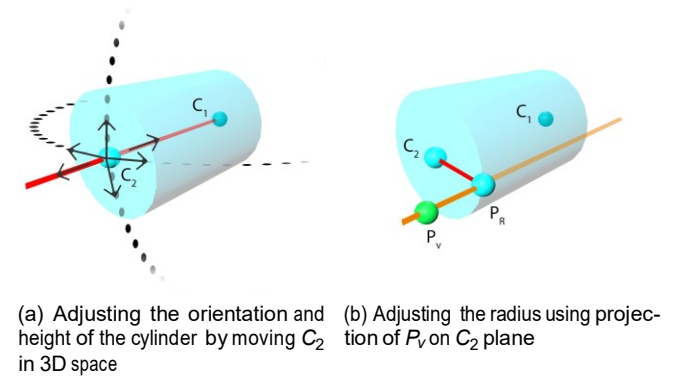 C1
C2
C1
C2
PR
Pv
(a) Adjusting the orientation and
height of the cylinder by moving C2
in 3D space
(b) Adjusting the radius using projec-
tion of Pv on C2 plane